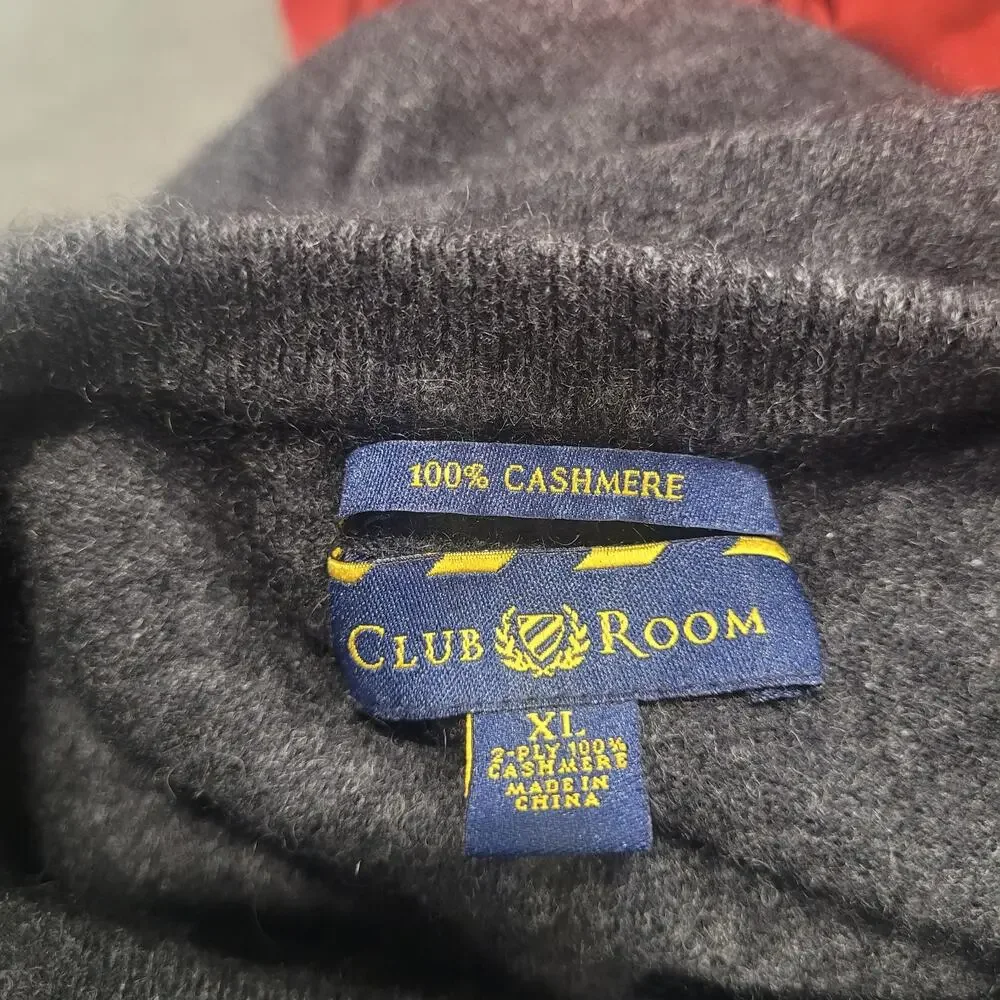 100% CASHMERE
CLUB ROOM
XL
2-PLY 100%
CASHMERE
MADE IN
CHINA